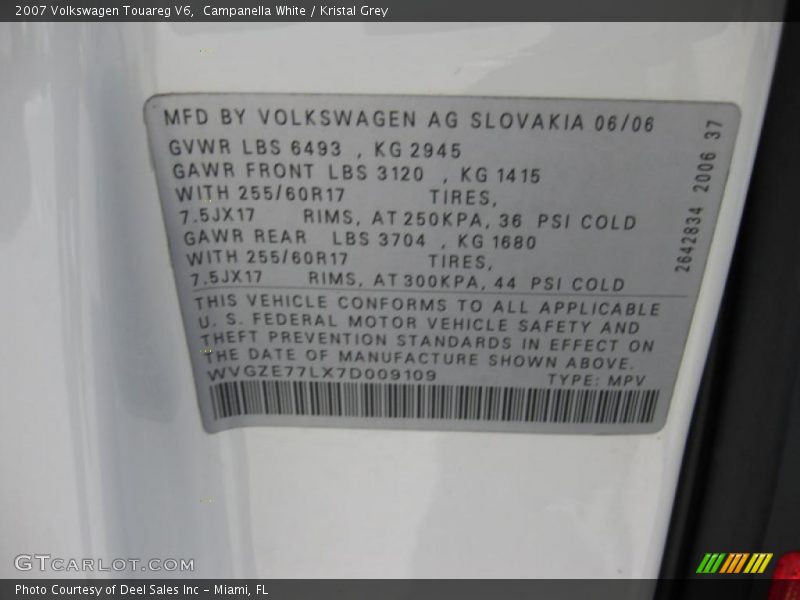 2007 Volkswagen Touareg V6, Campanella White / Kristal Grey
MFD BY VOLKSWAGEN AG SLOVAKIA 06/06
GVWR LBS 6493 , KG 2945
GAWR FRONT LBS 3120 , KG 1415
WITH 255/60R17 TIRES,
7.5JX17 RIMS, AT 250KPA, 36 PSI COLD
GAWR REAR LBS 3704 , KG 1680
WITH 255/60R17 TIRES,
7.5JX17 RIMS, AT 300KPA, 44 PSI COLD
THIS VEHICLE CONFORMS TO ALL APPLICABLE
U. S. FEDERAL MOTOR VEHICLE SAFETY AND
THEFT PREVENTION STANDARDS IN EFFECT ON
THE DATE OF MANUFACTURE SHOWN ABOVE.
WVGZE77LX7D009109 TYPE: MPV
2642834 2006 37
GTCARLOT.COM
Photo Courtesy of Deel Sales Inc - Miami, FL